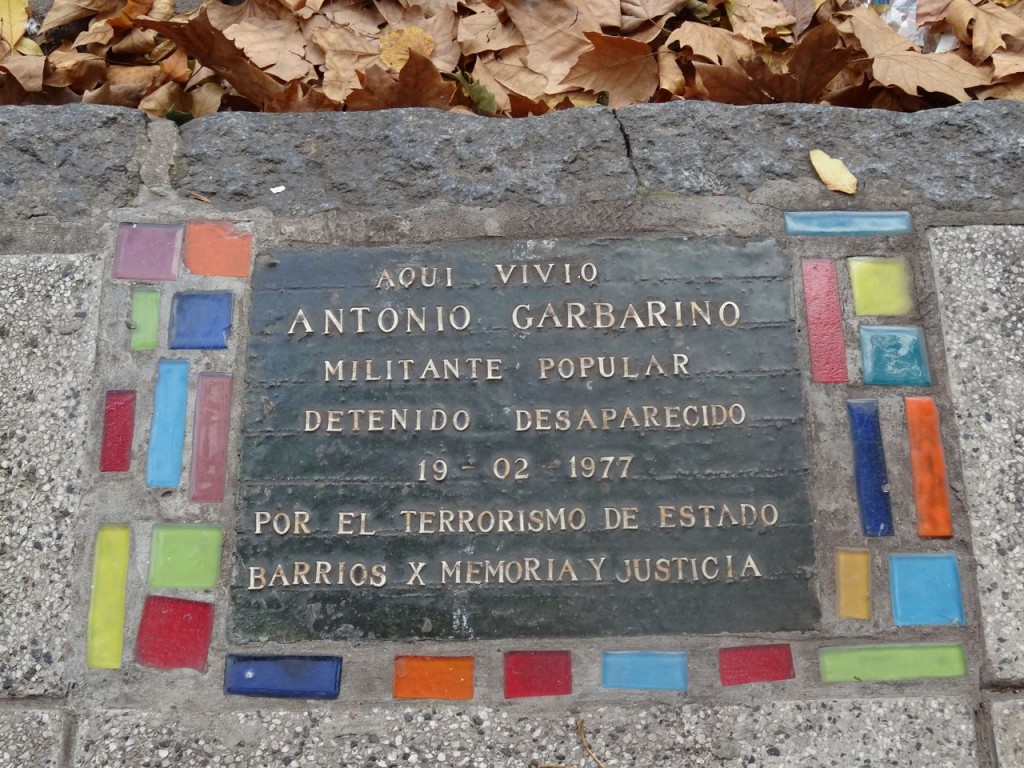 AQUI VIVIO
ANTONIO GARBARINO
MILITANTE POPULAR
DETENIDO DESAPARECIDO
19 - 02 - 1977
POR EL TERRORISMO DE ESTADO
BARRIOS X MEMORIA Y JUSTICIA